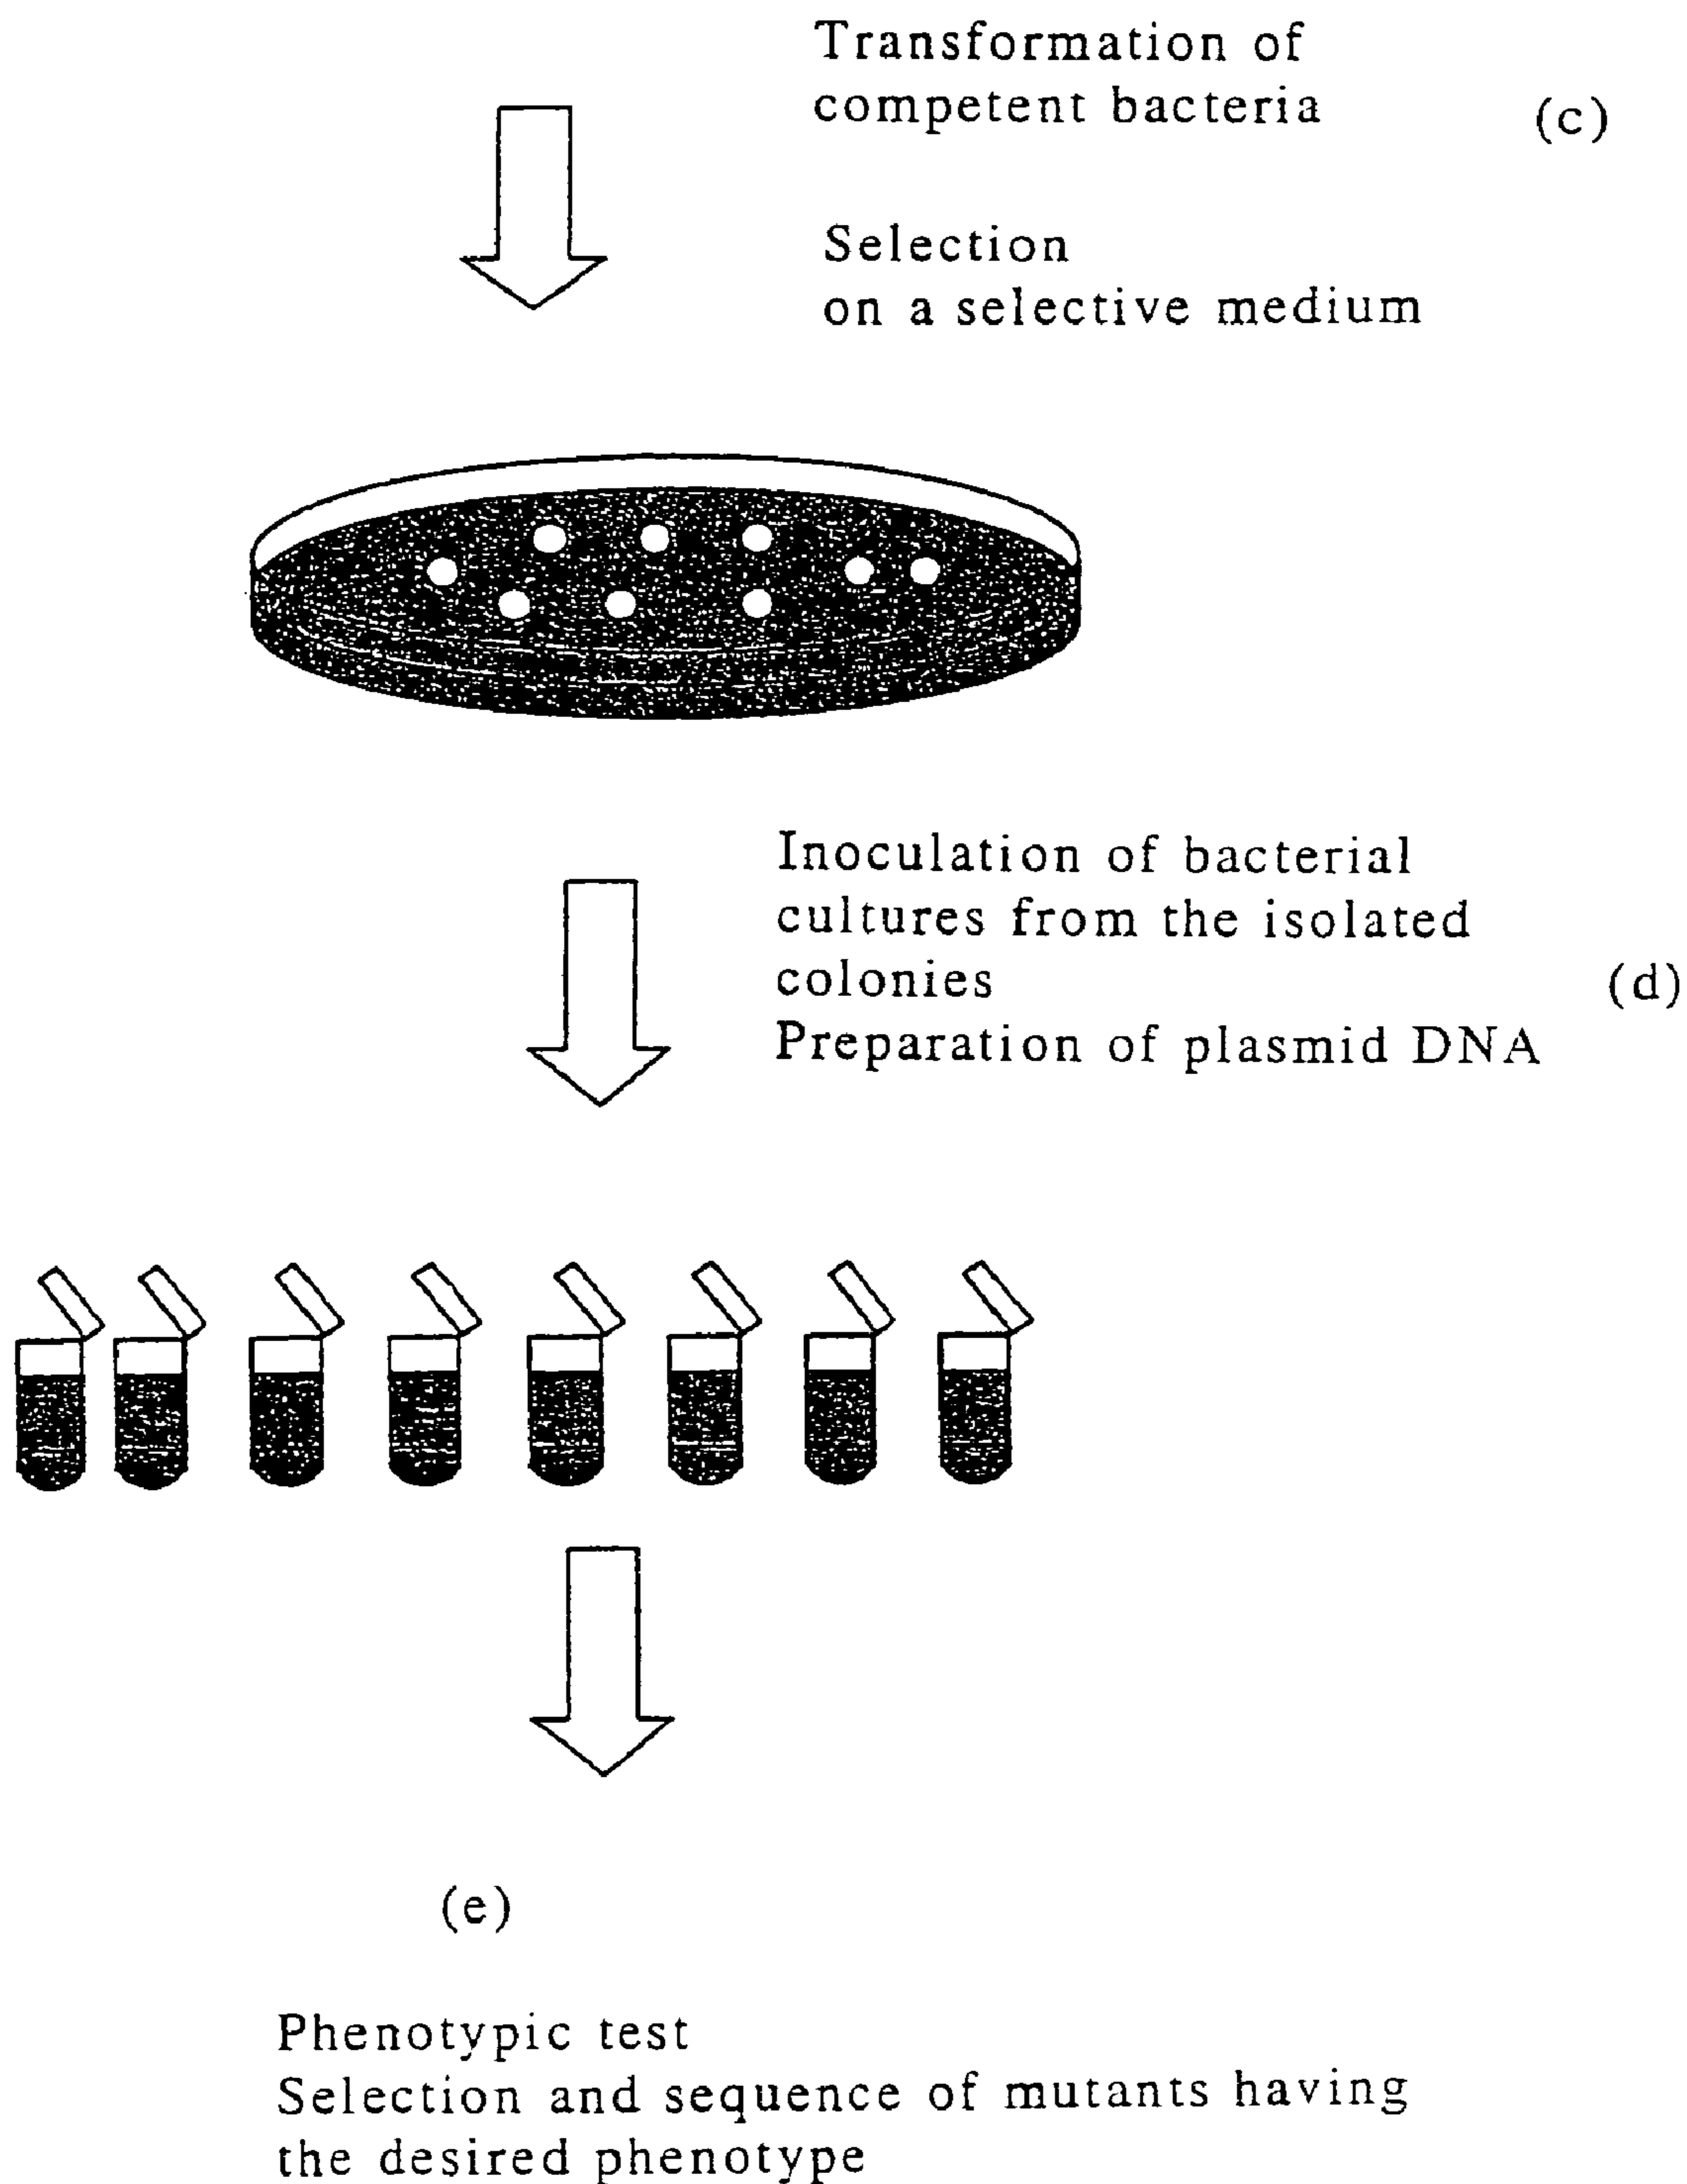 Transformation of
competent bacteria
(c)
Selection
on a selective medium
Inoculation of bacterial
cultures from the isolated
colonies
(d)
Preparation of plasmid DNA
(e)
Phenotypic test
Selection and sequence of mutants having
the desired phenotype